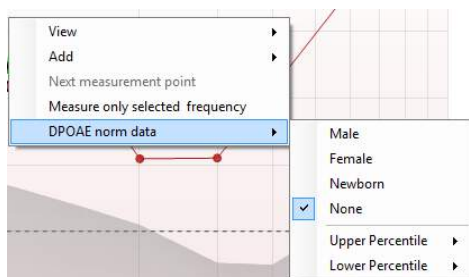 View
Add
Next measurement point
Measure only selected frequency
DPOAE norm data
Male
Female
Newborn
None
Upper Percentile
Lower Percentile